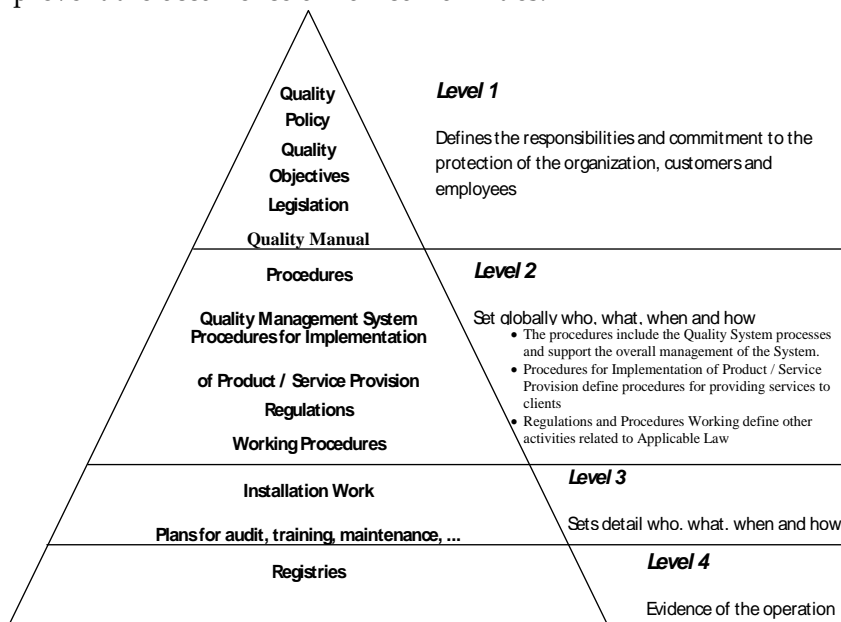 Quality
Policy
Quality
Objectives
Legislation
Quality Manual
Level 1
Defines the responsibilities and commitment to the
protection of the organization, customers and
employees
Procedures
Quality Management System
Procedures for Implementation
of Product / Service Provision
Regulations
Working Procedures
Level 2
Set globally who, what, when and how
• The procedures include the Quality System processes
and support the overall management of the System.
• Procedures for Implementation of Product / Service
Provision define procedures for providing services to
clients
• Regulations and Procedures Working define other
activities related to Applicable Law
Installation Work
Plans for audit, training, maintenance, ...
Level 3
Sets detail who. what. when and how
Registries
Level 4
Evidence of the operation